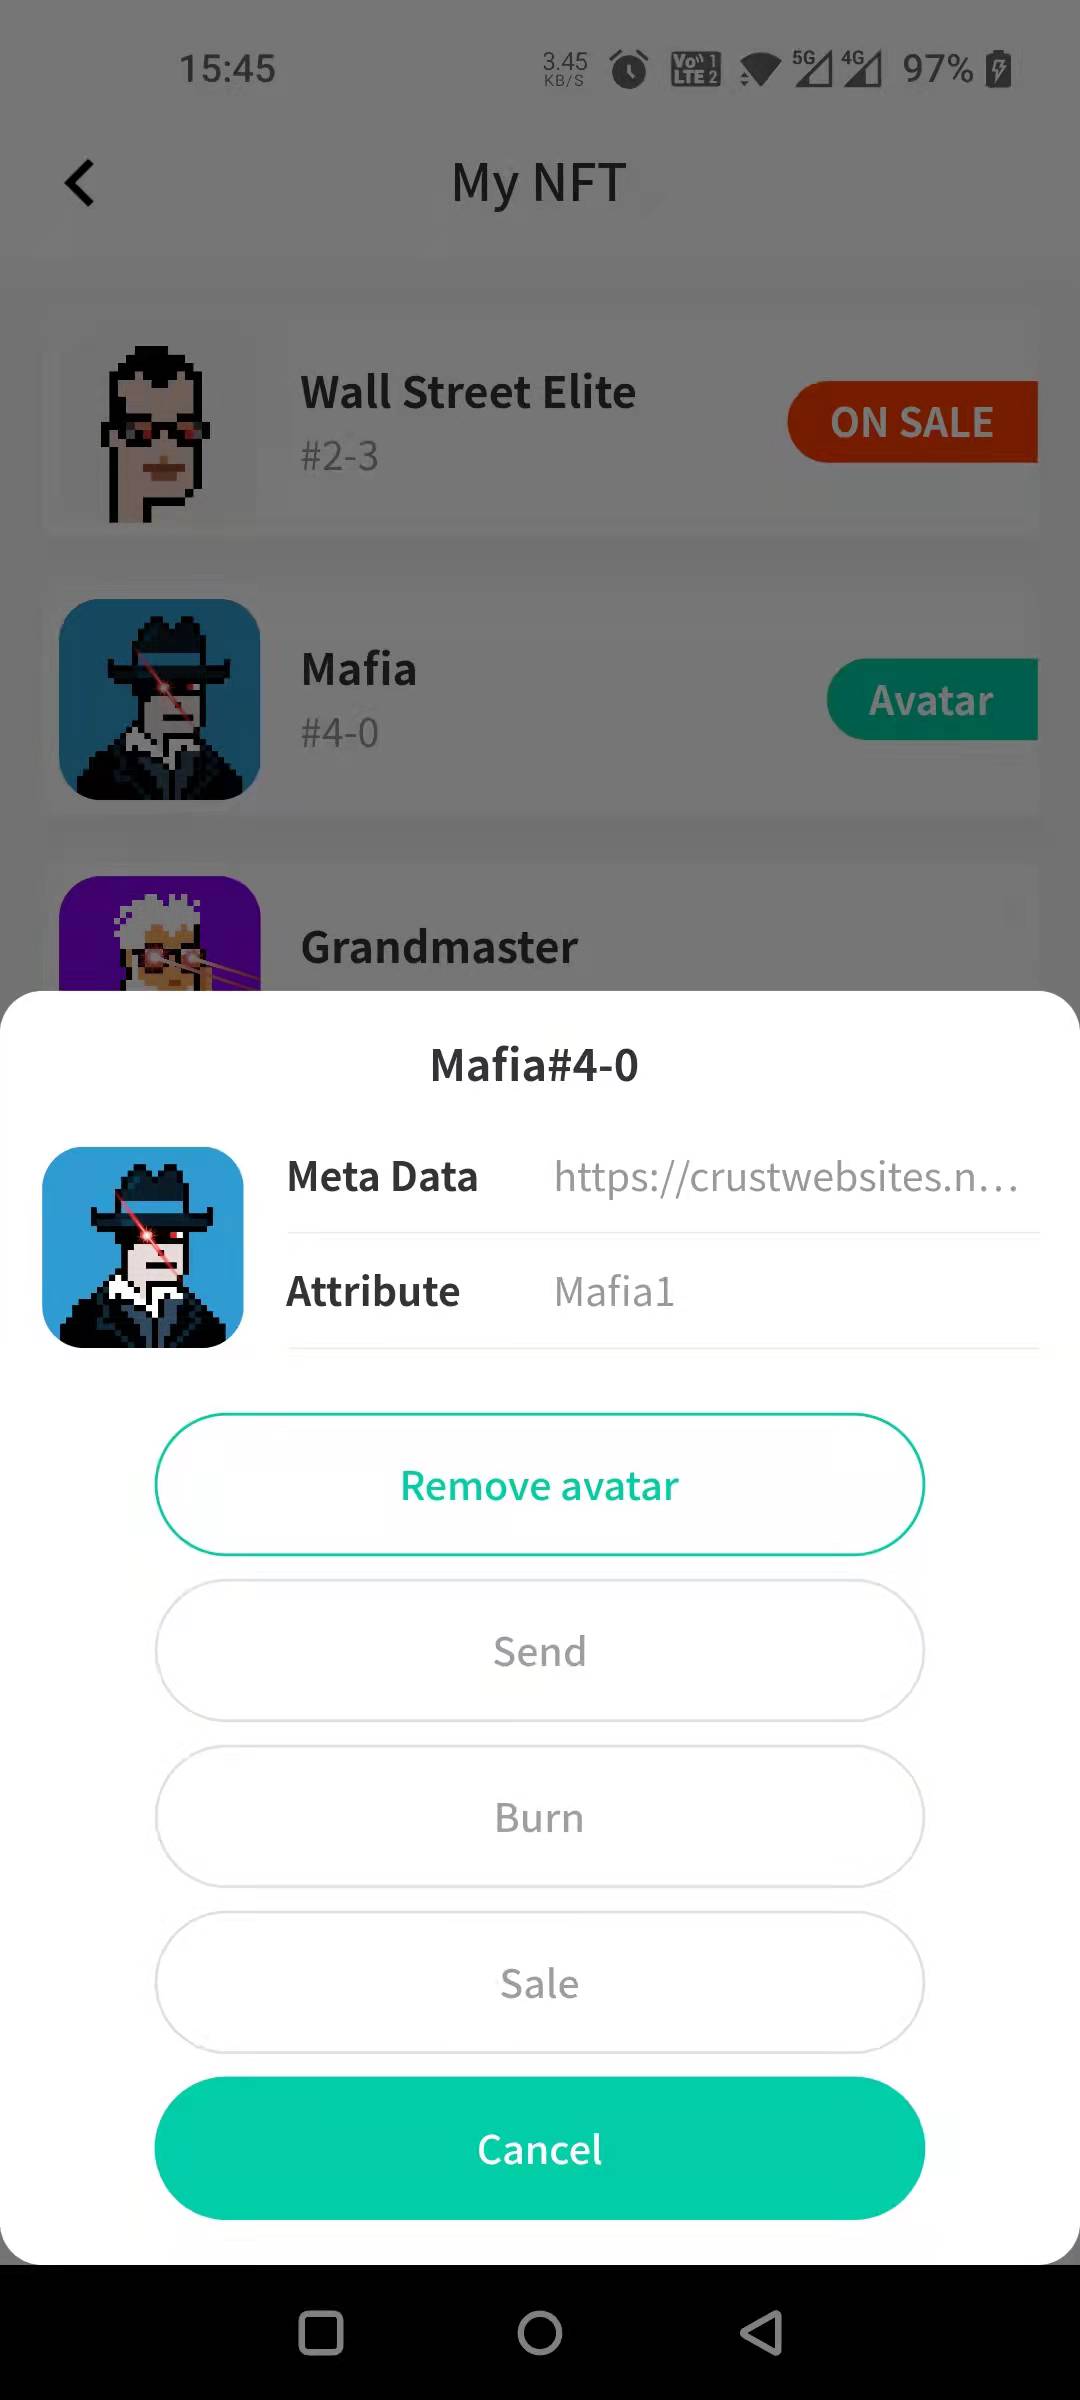 15:45
3.45
KB/S
Vo)) 1
LTE 2
5G
4G
97%
My NFT
Wall Street Elite
#2-3
ON SALE
Mafia
#4-0
Avatar
Grandmaster
Mafia#4-0
Meta Data
https://crustwebsites.n...
Attribute
Mafia1
Remove avatar
Send
Burn
Sale
Cancel